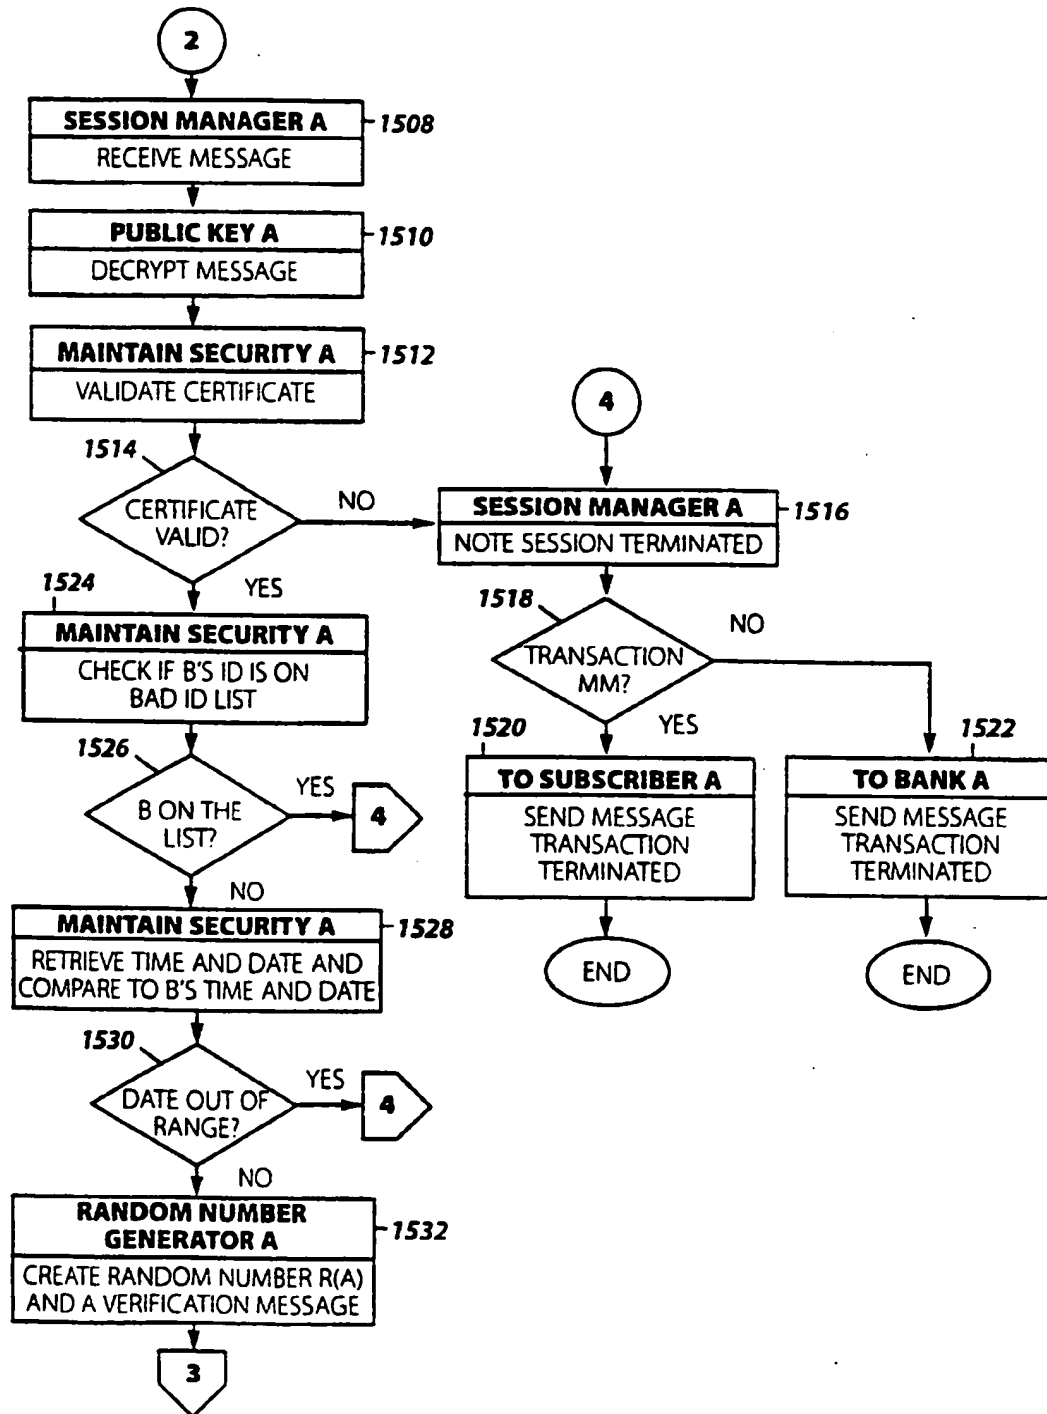 2
SESSION MANAGER A
1508
RECEIVE MESSAGE
PUBLIC KEY A
1510
DECRYPT MESSAGE
MAINTAIN SECURITY A
1512
VALIDATE CERTIFICATE
1514
CERTIFICATE
VALID?
NO
YES
4
SESSION MANAGER A
1516
NOTE SESSION TERMINATED
1518
TRANSACTION
MM?
NO
YES
1520
TO SUBSCRIBER A
SEND MESSAGE
TRANSACTION
TERMINATED
END
1522
TO BANK A
SEND MESSAGE
TRANSACTION
TERMINATED
END
1524
MAINTAIN SECURITY A
CHECK IF B'S ID IS ON
BAD ID LIST
1526
B ON THE
LIST?
YES
4
NO
MAINTAIN SECURITY A
1528
RETRIEVE TIME AND DATE AND
COMPARE TO B'S TIME AND DATE
1530
DATE OUT OF
RANGE?
YES
4
NO
RANDOM NUMBER
GENERATOR A
1532
CREATE RANDOM NUMBER R(A)
AND A VERIFICATION MESSAGE
3